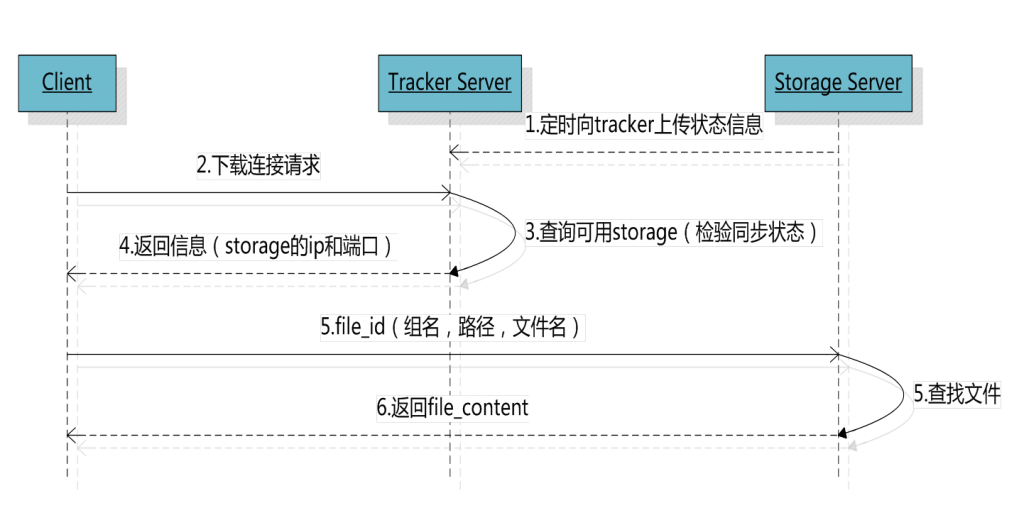 Client
Tracker Server
Storage Server
1.定时向tracker上传状态信息
2.下载连接请求
3.查询可用storage（检验同步状态）
4.返回信息（storage的ip和端口）
5.file_id（组名，路径，文件名）
5.查找文件
6.返回file_content